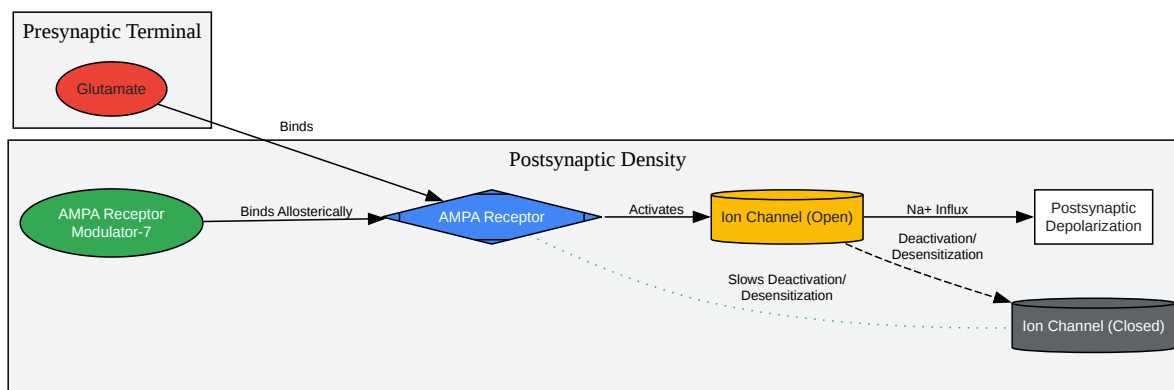 Presynaptic Terminal
Glutamate
Binds
Postsynaptic Density
AMPA Receptor
Modulator-7
Binds Allosterically
AMPA Receptor
Activates
Ion Channel (Open)
Na+ Influx
Postsynaptic
Depolarization
Deactivation/
Desensitization
Slows Deactivation/
Desensitization
Ion Channel (Closed)